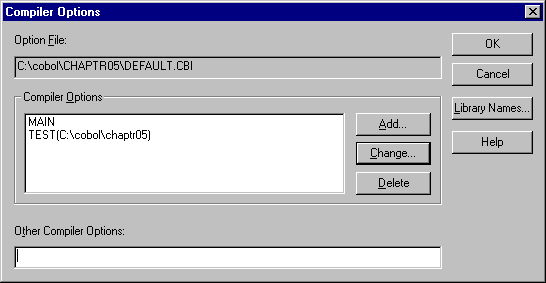 Compiler Options
Option File:
C:\cobol\CHAPTR05\DEFAULT.CBI
Compiler Options
MAIN
TEST(C:\cobol\chaptr05)
Add...
Change...
Delete
Other Compiler Options:
OK
Cancel
Library Names...
Help